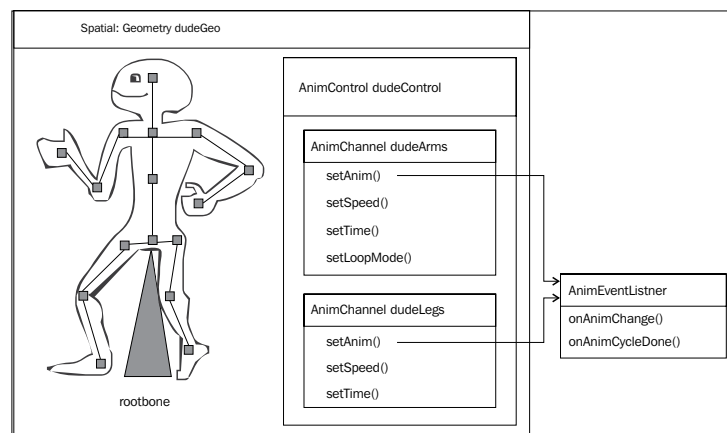 Spatial: Geometry dudeGeo
AnimControl dudeControl
AnimChannel dudeArms
setAnim()
setSpeed()
setTime()
setLoopMode()
AnimChannel dudeLegs
setAnim()
setSpeed()
setTime()
AnimEventListner
onAnimChange()
onAnimCycleDone()
rootbone